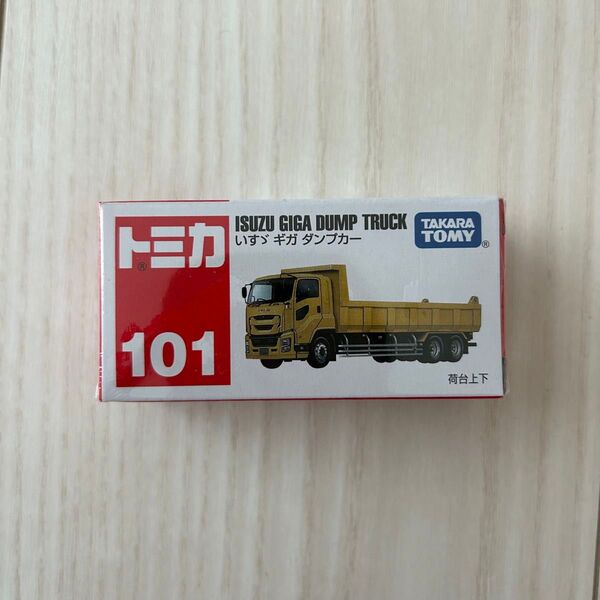 トミカ®
101
ISUZU GIGA DUMP TRUCK
いすゞ ギガ ダンプカー
TAKARA TOMY®
荷台上下